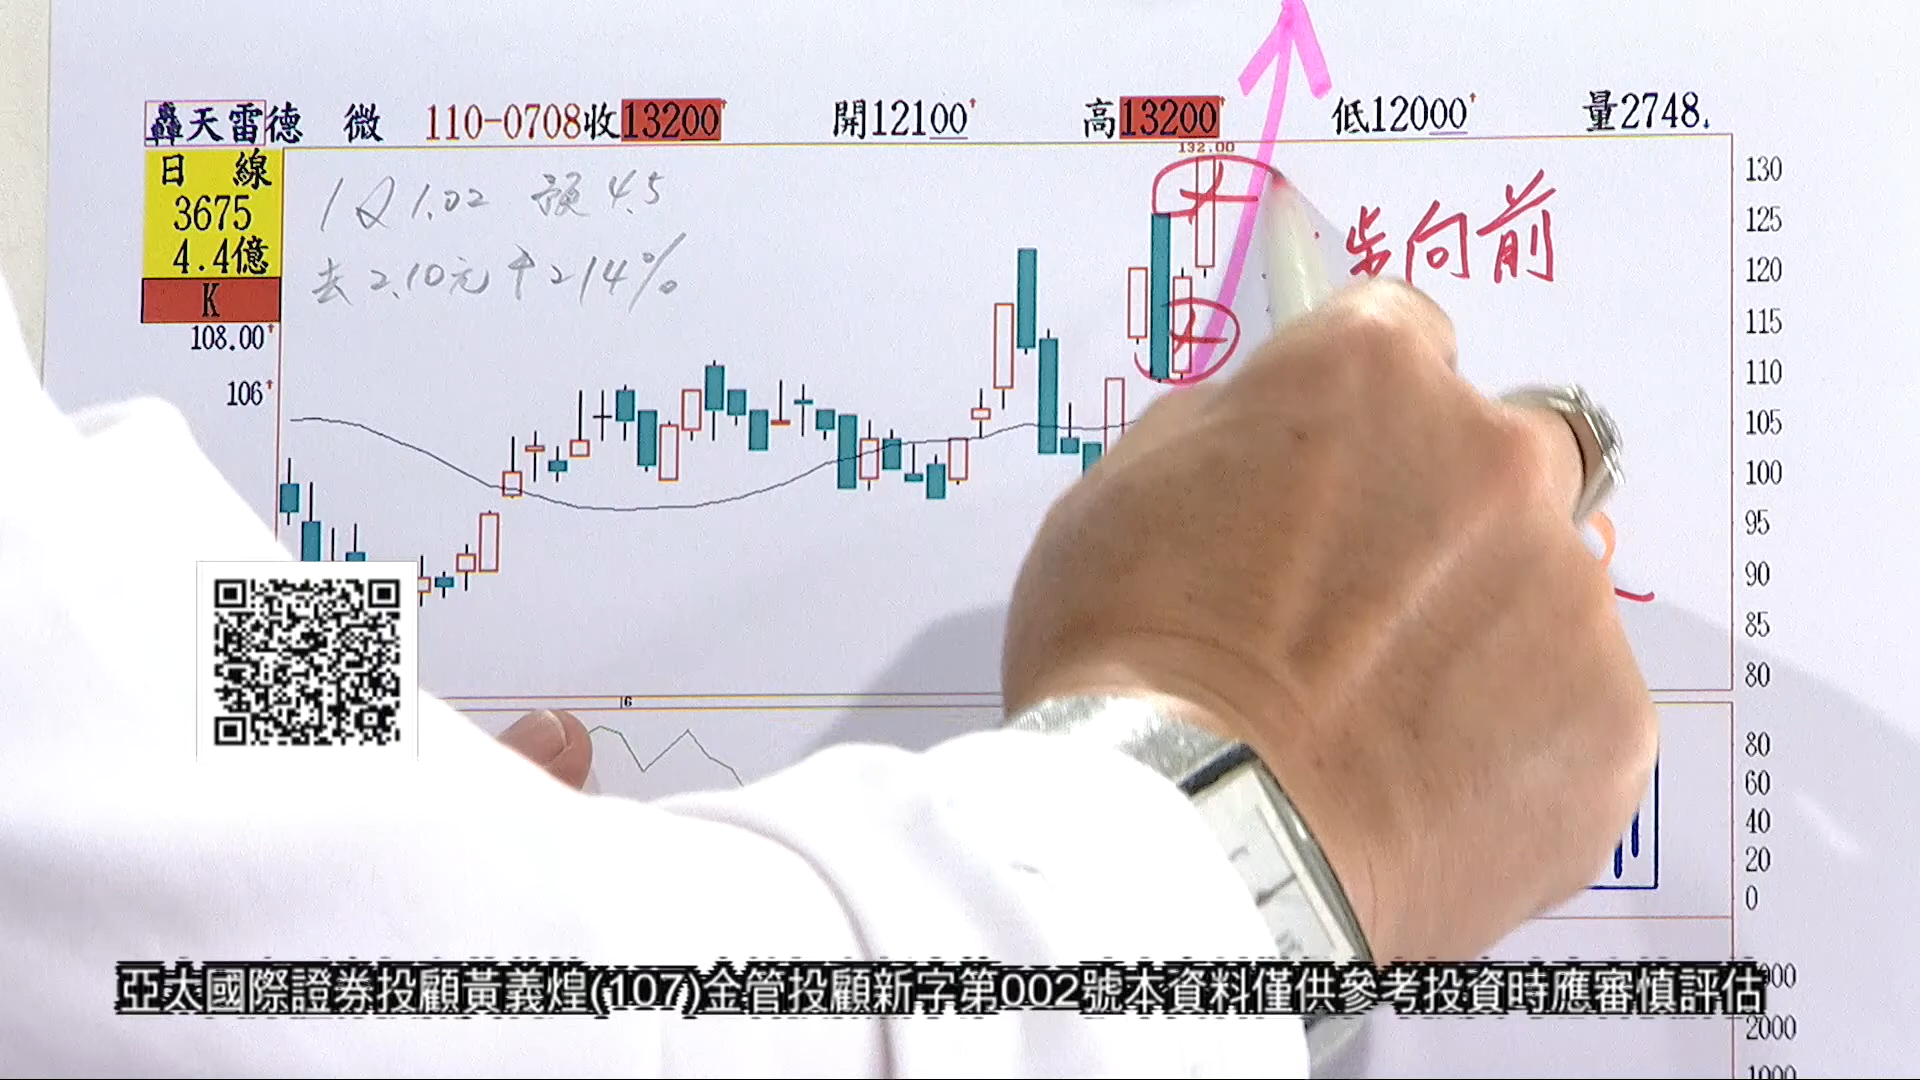 轟天雷德 微 110-0708收13200↑ 開12100↑ 高13200↑ 低12000↑ 量2748.
日 線
3675
4.4億
K
108.00↑
106↑
1Q 1.02 預 4.5
去 2.10元 ↑214%
132.00
步向前
130
125
120
115
110
105
100
95
90
85
80
6
80
60
40
20
0
2000
1000
亞太國際證券投顧黃義煌(107)金管投顧新字第002號本資料僅供參考投資時應審慎評估